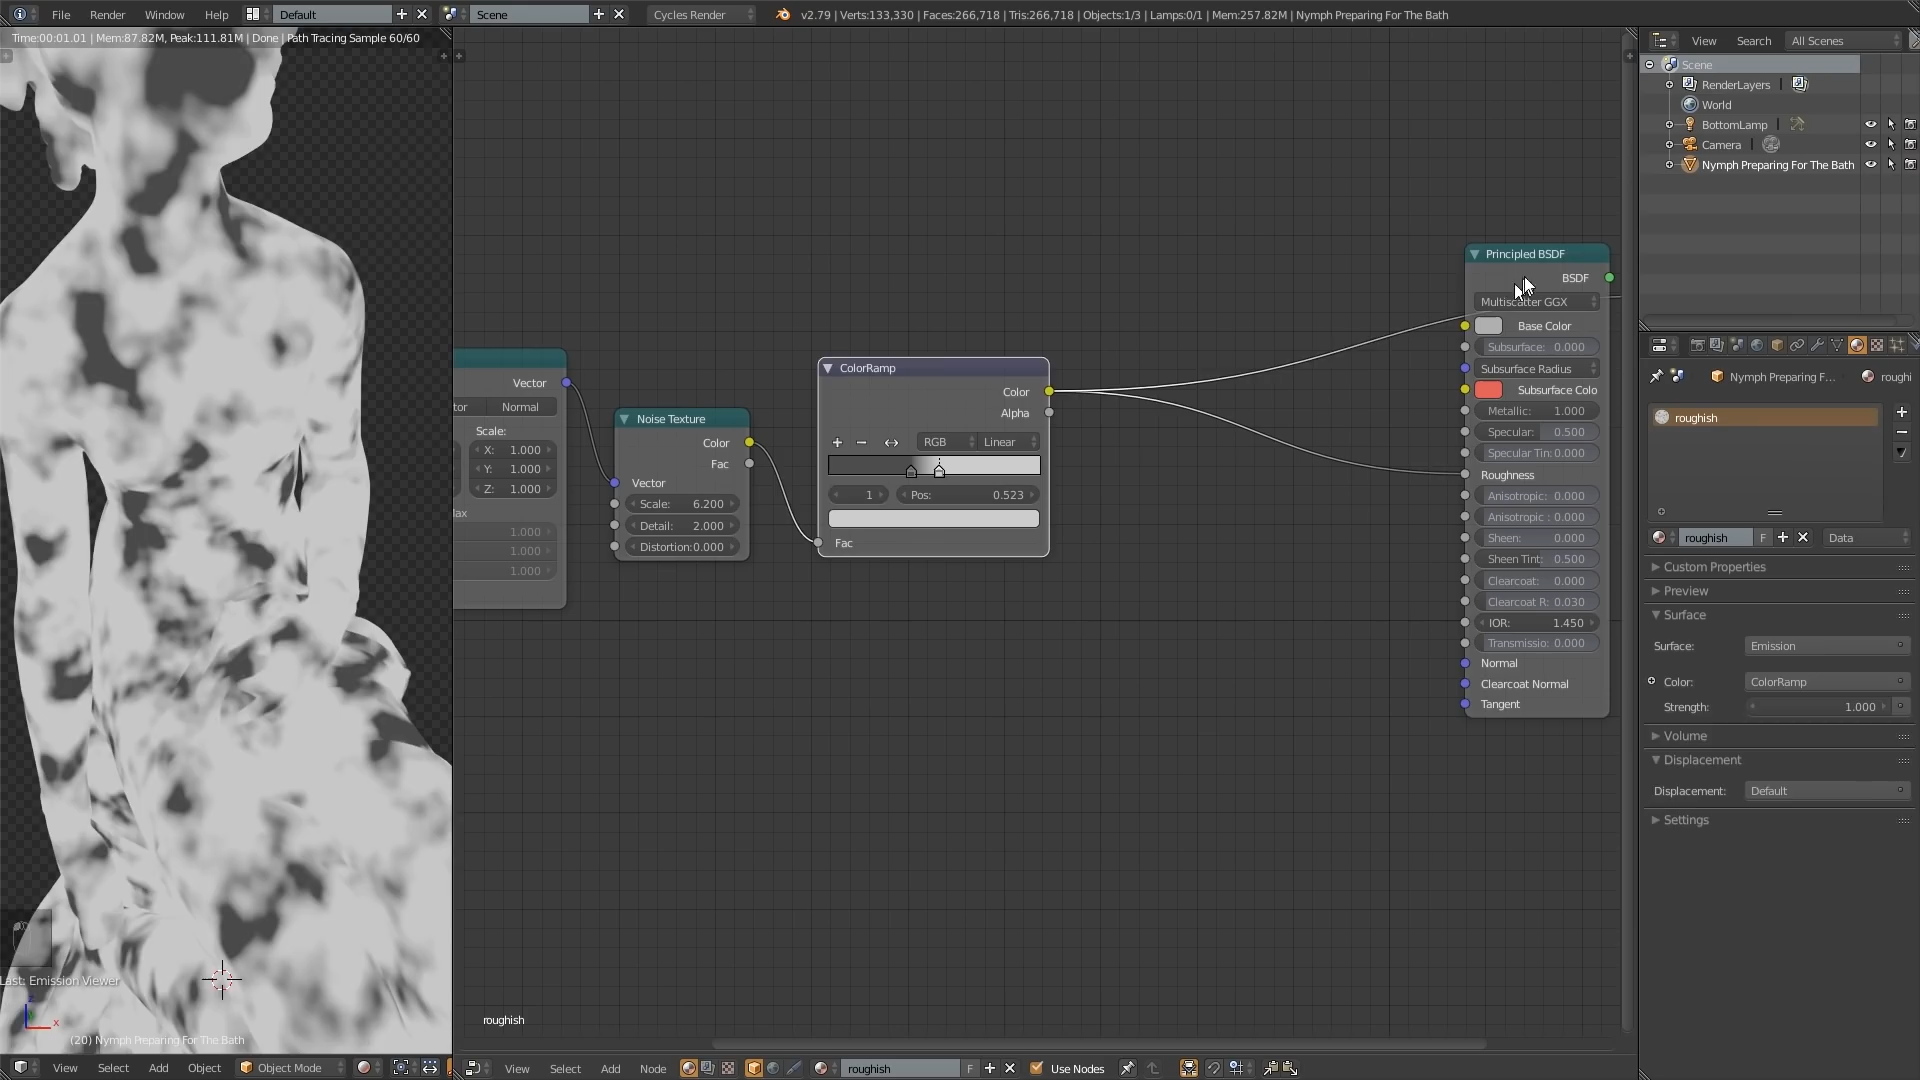 File Render Window Help Default Scene Cycles Render v2.79 | Verts:133,330 | Faces:266,718 | Tris:266,718 | Objects:1/3 | Lamps:0/1 | Mem:257.82M | Nymph Preparing For The Bath
Time:00:01.01 | Mem:87.82M, Peak:111.81M | Done | Path Tracing Sample 60/60
Last: Emission Viewer
z
x
(20) Nymph Preparing For The Bath
View Select Add Object Object Mode
Vector
tor Normal
Scale:
X: 1.000
Y: 1.000
Z: 1.000
ax
1.000
1.000
1.000
Noise Texture
Color
Fac
Vector
Scale: 6.200
Detail: 2.000
Distortion:0.000
ColorRamp
Color
Alpha
RGB Linear
1 Pos: 0.523
Fac
Principled BSDF
BSDF
Multiscatter GGX
Base Color
Subsurface: 0.000
Subsurface Radius
Subsurface Colo
Metallic: 1.000
Specular: 0.500
Specular Tin: 0.000
Roughness
Anisotropic: 0.000
Anisotropic : 0.000
Sheen: 0.000
Sheen Tint: 0.500
Clearcoat: 0.000
Clearcoat R: 0.030
IOR: 1.450
Transmissio: 0.000
Normal
Clearcoat Normal
Tangent
roughish
View Select Add Node roughish F Use Nodes
View Search All Scenes
Scene
RenderLayers |
World
BottomLamp |
Camera |
Nymph Preparing For The Bath
Nymph Preparing F... roughi
roughish
roughish F Data
Custom Properties
Preview
Surface
Surface: Emission
Color: ColorRamp
Strength: 1.000
Volume
Displacement
Displacement: Default
Settings